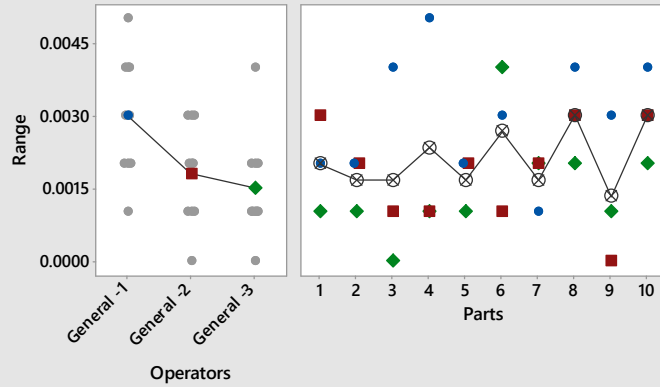 Range
0.0045
0.0030
0.0015
0.0000
General -1
General -2
General -3
Operators
1 2 3 4 5 6 7 8 9 10
Parts